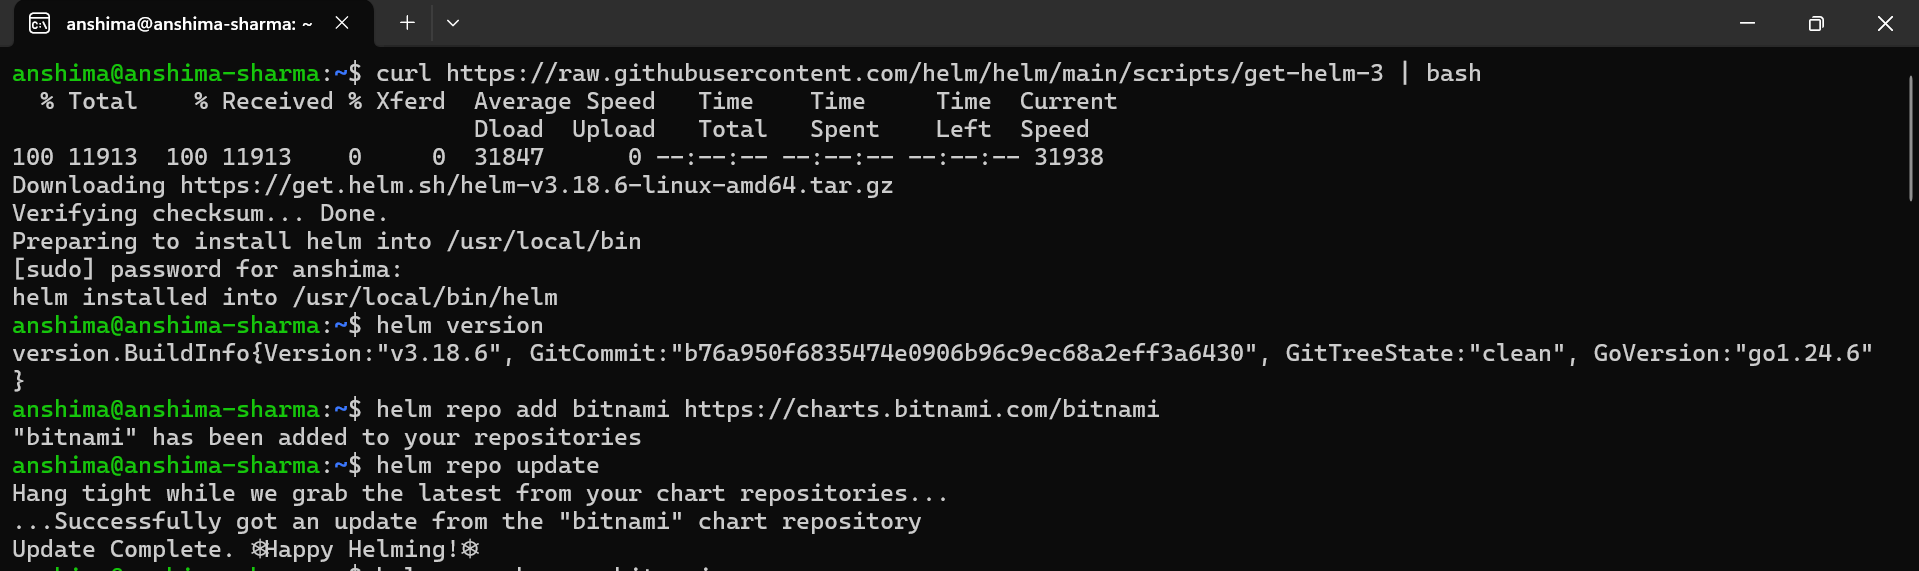 anshima@anshima-sharma: ~
anshima@anshima-sharma:~$ curl https://raw.githubusercontent.com/helm/helm/main/scripts/get-helm-3 | bash
  % Total    % Received % Xferd  Average Speed   Time    Time     Time  Current
                                 Dload  Upload   Total   Spent    Left  Speed
100 11913  100 11913    0     0  31847      0 --:--:-- --:--:-- --:--:-- 31938
Downloading https://get.helm.sh/helm-v3.18.6-linux-amd64.tar.gz
Verifying checksum... Done.
Preparing to install helm into /usr/local/bin
[sudo] password for anshima:
helm installed into /usr/local/bin/helm
anshima@anshima-sharma:~$ helm version
version.BuildInfo{Version:"v3.18.6", GitCommit:"b76a950f6835474e0906b96c9ec68a2eff3a6430", GitTreeState:"clean", GoVersion:"go1.24.6"
}
anshima@anshima-sharma:~$ helm repo add bitnami https://charts.bitnami.com/bitnami
"bitnami" has been added to your repositories
anshima@anshima-sharma:~$ helm repo update
Hang tight while we grab the latest from your chart repositories...
...Successfully got an update from the "bitnami" chart repository
Update Complete. ⎈Happy Helming!⎈